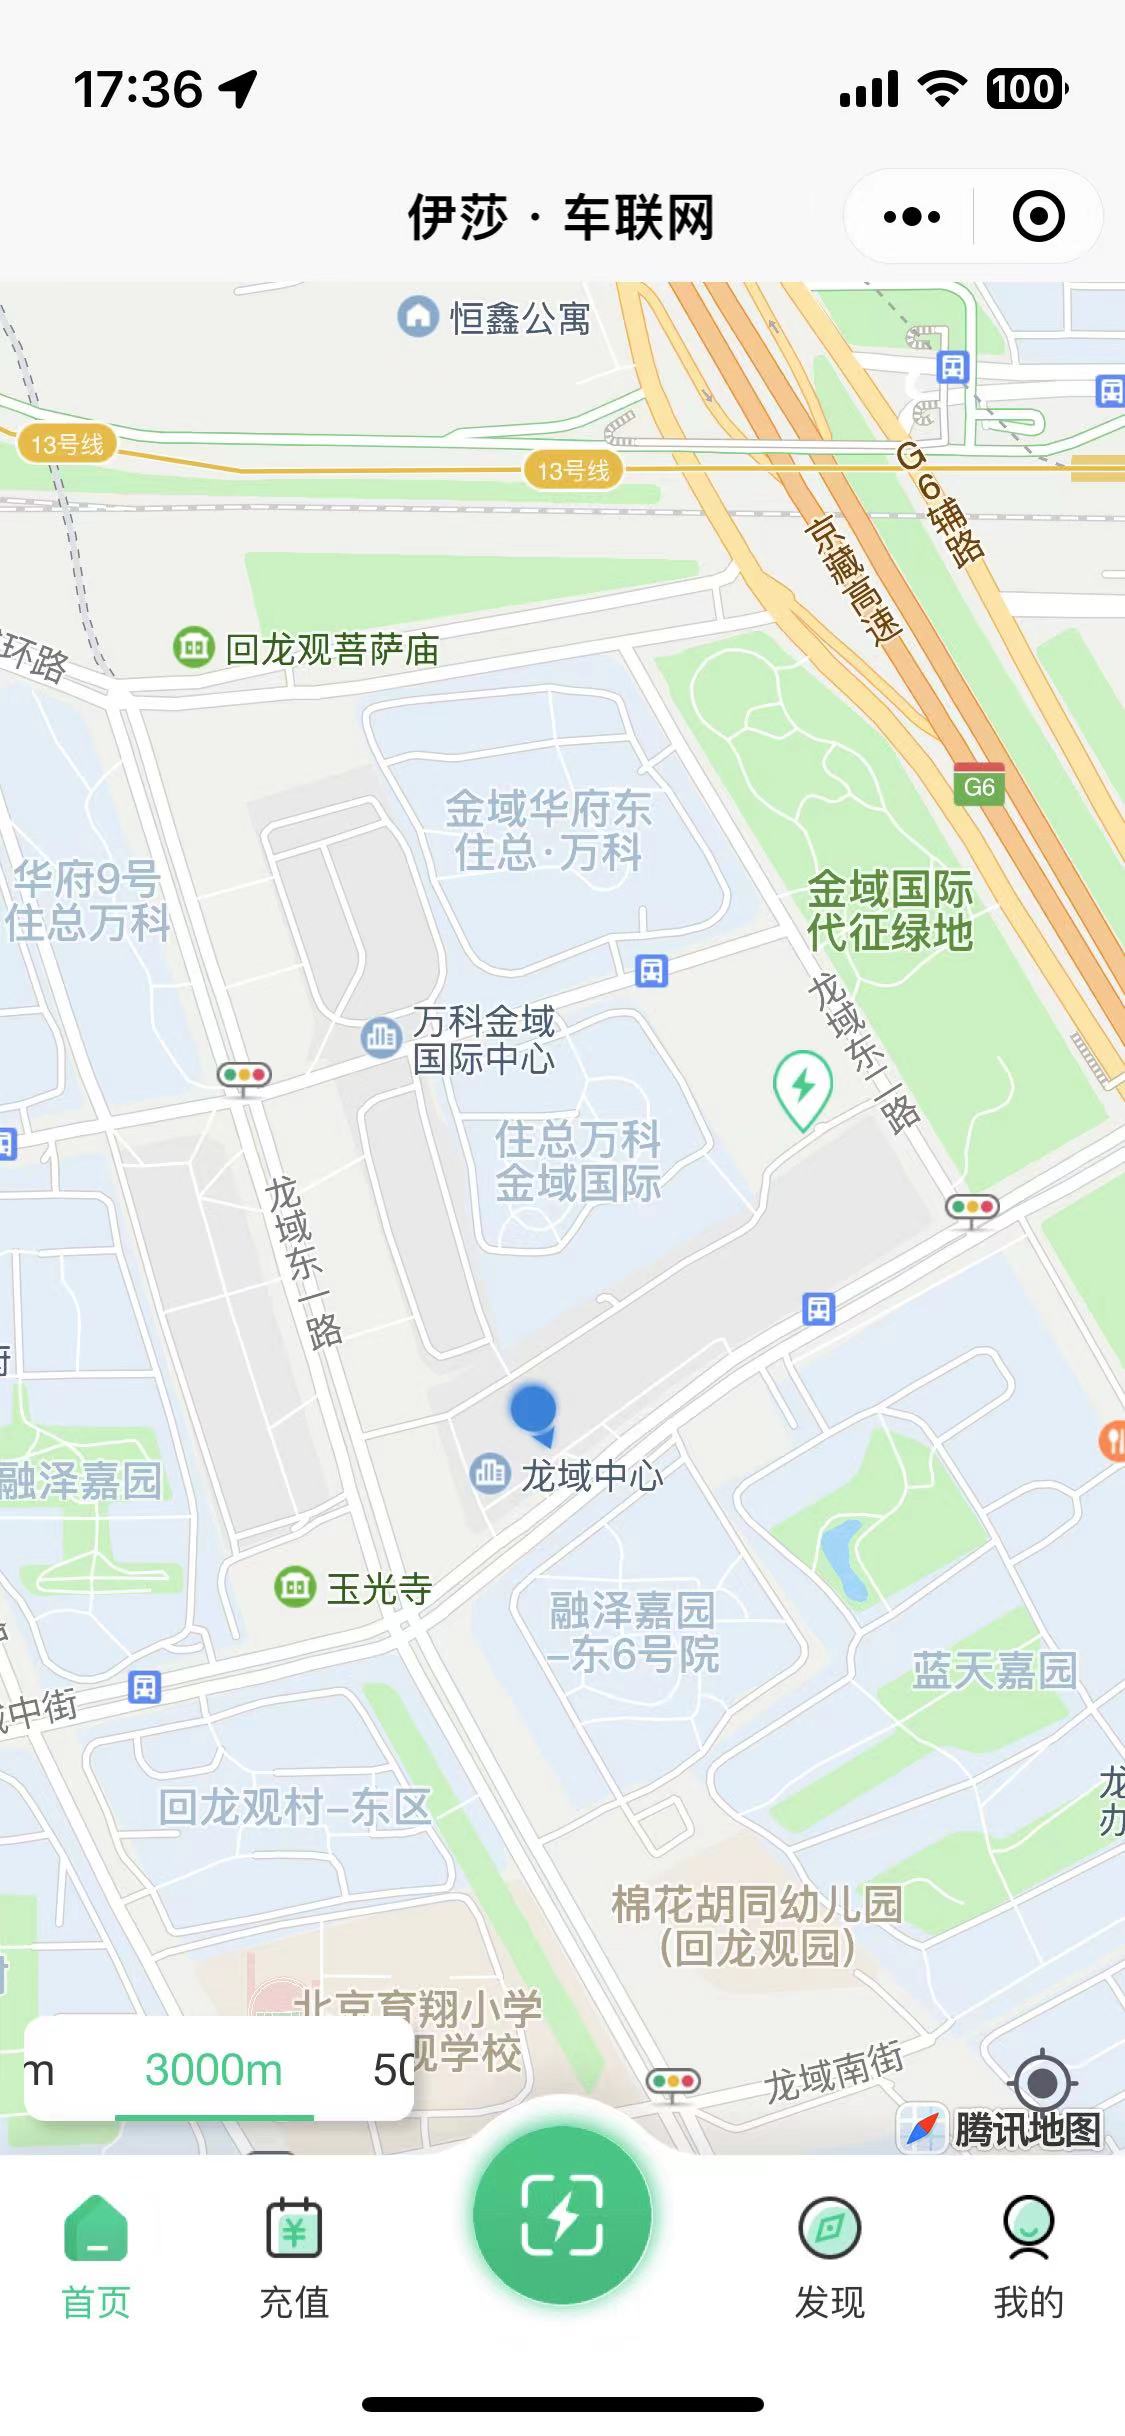 17:36
100
伊莎 · 车联网
恒鑫公寓
13号线
13号线
G6辅路
京藏高速
环路
回龙观菩萨庙
G6
金域华府东
住总·万科
华府9号
住总万科
金域国际
代征绿地
万科金域
国际中心
龙域东二路
住总万科
金域国际
龙域东一路
融泽嘉园
龙域中心
玉光寺
融泽嘉园
-东6号院
蓝天嘉园
中街
回龙观村-东区
龙
办
棉花胡同幼儿园
(回龙观园)
北京育翔小学
观学校
龙域南街
m
3000m
50
腾讯地图
首页
充值
发现
我的